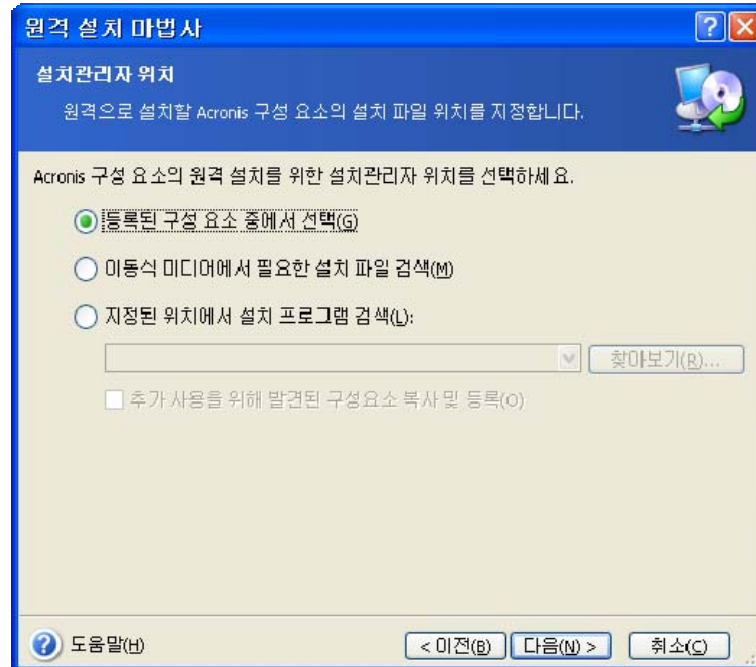 원격 설치 마법사
설치관리자 위치
원격으로 설치할 Acronis 구성 요소의 설치 파일 위치를 지정합니다.
Acronis 구성 요소의 원격 설치를 위한 설치관리자 위치를 선택하세요.
등록된 구성 요소 중에서 선택(G)
이동식 미디어에서 필요한 설치 파일 검색(M)
지정된 위치에서 설치 프로그램 검색(L):
찾아보기(R)...
추가 사용을 위해 발견된 구성요소 복사 및 등록(O)
도움말(H)
< 이전(B) 다음(N) > 취소(C)